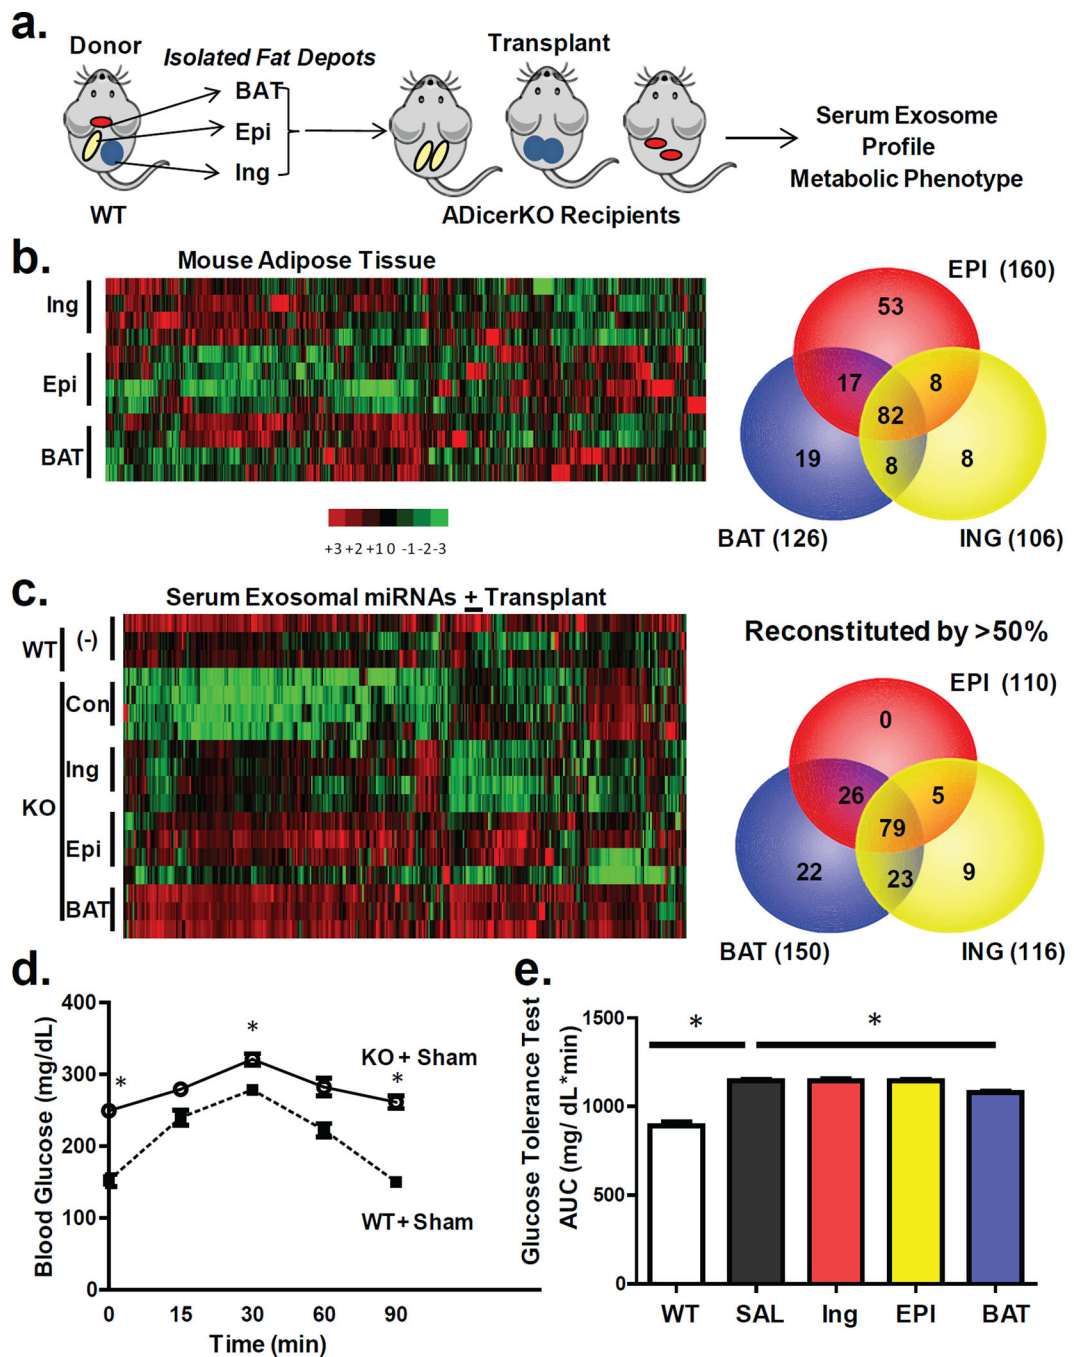 a.
Donor
Isolated Fat Depots
Transplant
BAT
Epi
Ing
WT
ADicerKO Recipients
Serum Exosome
Profile
Metabolic Phenotype
b.
Mouse Adipose Tissue
Ing
Epi
BAT
+3 +2 +1 0 -1 -2 -3
EPI (160)
53
17
8
82
19
8
8
BAT (126)
ING (106)
c.
Serum Exosomal miRNAs + Transplant
WT
(-)
KO
Con
Ing
Epi
BAT
Reconstituted by >50%
EPI (110)
0
26
5
79
22
23
9
BAT (150)
ING (116)
d.
Blood Glucose (mg/dL)
400
300
200
100
0
*
*
*
KO + Sham
WT + Sham
0 15 30 60 90
Time (min)
e.
Glucose Tolerance Test
AUC (mg/ dL*min)
1500
1000
500
0
*
*
WT SAL Ing EPI BAT